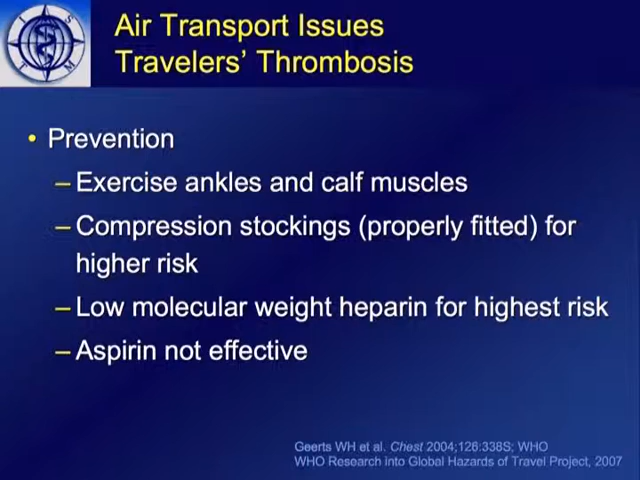 I S T M
Air Transport Issues
Travelers’ Thrombosis
• Prevention
– Exercise ankles and calf muscles
– Compression stockings (properly fitted) for
higher risk
– Low molecular weight heparin for highest risk
– Aspirin not effective
Geerts WH et al. Chest 2004;126:338S; WHO
WHO Research into Global Hazards of Travel Project, 2007